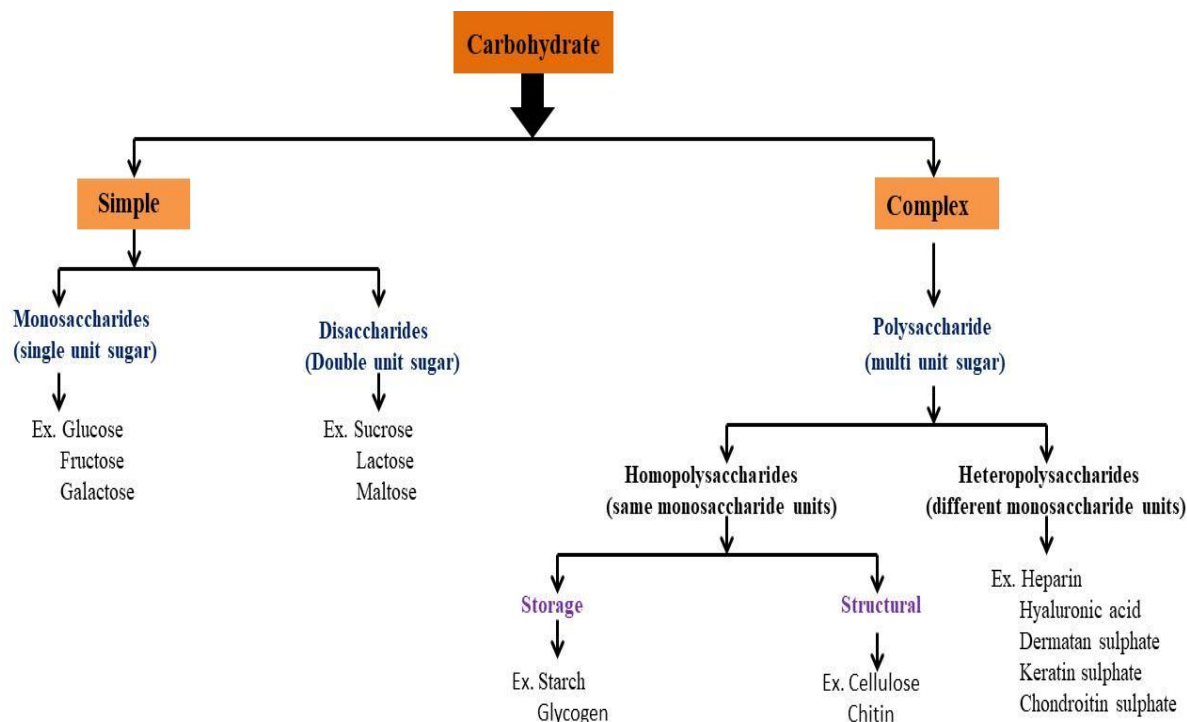 Carbohydrate
Simple
Complex
Monosaccharides
(single unit sugar)
Disaccharides
(Double unit sugar)
Polysaccharide
(multi unit sugar)
Ex. Glucose
Fructose
Galactose
Ex. Sucrose
Lactose
Maltose
Homopolysaccharides
(same monosaccharide units)
Heteropolysaccharides
(different monosaccharide units)
Storage
Structural
Ex. Starch
Glycogen
Ex. Cellulose
Chitin
Ex. Heparin
Hyaluronic acid
Dermatan sulphate
Keratin sulphate
Chondroitin sulphate